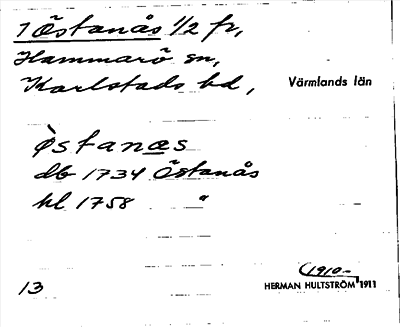 1 Östanås 1/2 fr,
Hammarö sn,
Karlstads hd, Värmlands län
östanæs
db 1734 Östanås
hl 1758 "
(1910-
13 HERMAN HULTSTRÖM 1911